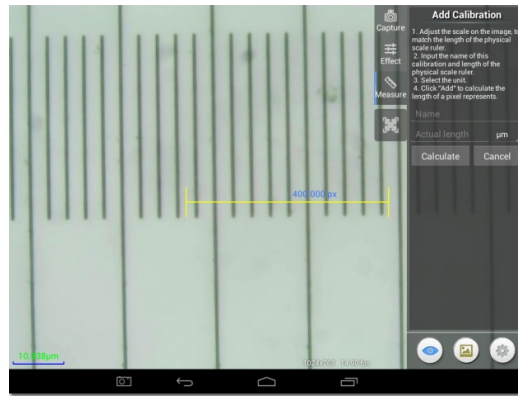 Capture
Effect
Measure
Add Calibration
1. Adjust the scale on the image, to
match the length of the physical
scale ruler.
2. Input the name of this
calibration and length of the
physical scale ruler.
3. Select the unit.
4. Click "Add" to calculate the
length of a pixel represents.
Name
Actual length
μm
Calculate
Cancel
400.000 px